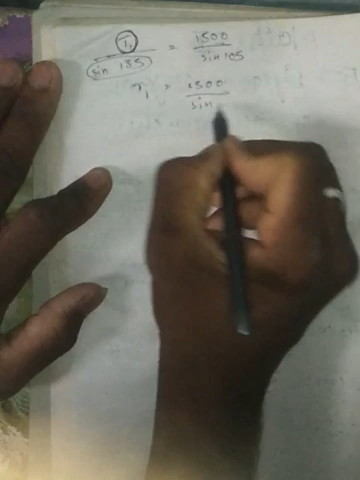 T₁ / sin 135 = 1500 / sin 105
T₁ = 1500 / sin